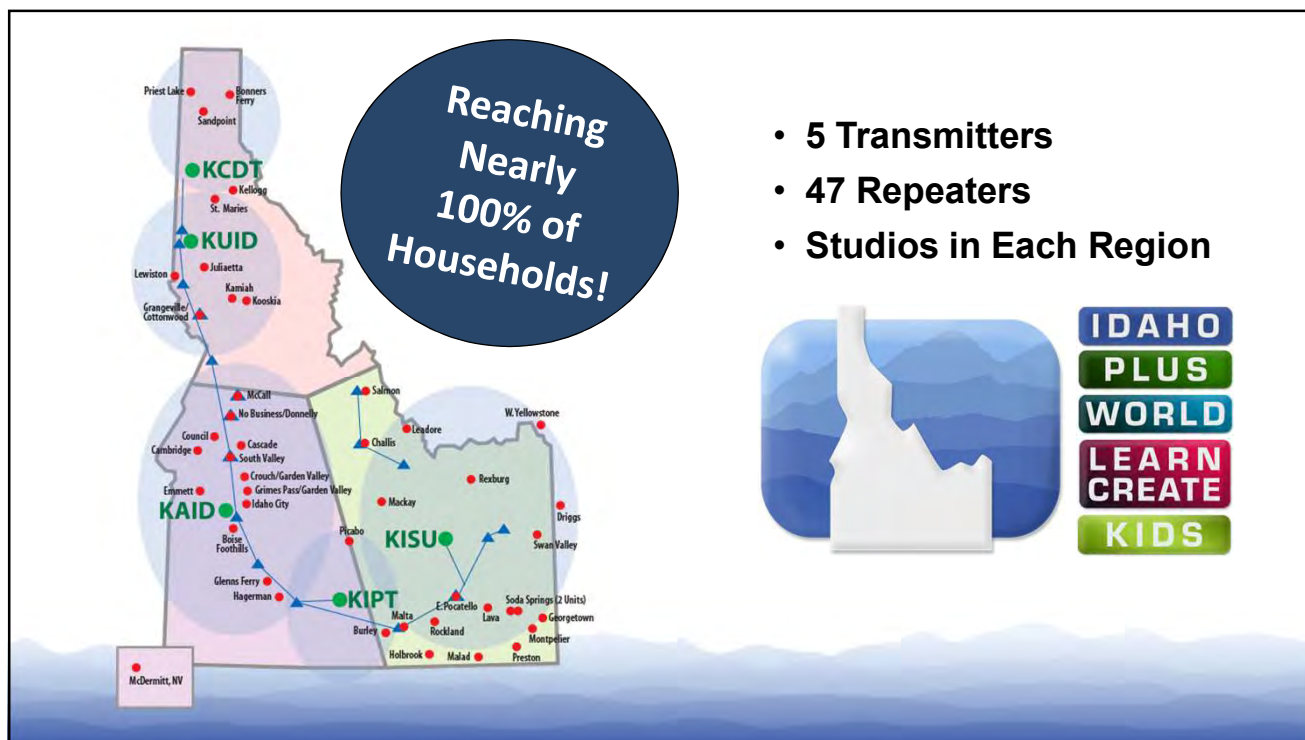 Reaching
Nearly
100% of
Households!
• 5 Transmitters
• 47 Repeaters
• Studios in Each Region
IDAHO
PLUS
WORLD
LEARN
CREATE
KIDS
Priest Lake
Bonners
Ferry
Sandpoint
KCDT
Kellogg
St. Maries
KUID
Juliaetta
Lewiston
Kamiah
Kooskia
Grangeville/
Cottonwood
McCall
No Business/Donnelly
Council
Cascade
Cambridge
South Valley
Crouch/Garden Valley
Emmett
Grimes Pass/Garden Valley
Idaho City
KAID
Boise
Foothills
Glenns Ferry
Hagerman
KIPT
Salmon
Leadore
W. Yellowstone
Challis
Rexburg
Mackay
Driggs
Picabo
KISU
Swan Valley
E. Pocatello
Soda Springs (2 Units)
Lava
Georgetown
Malta
Rockland
Burley
Montpelier
Holbrook
Malad
Preston
McDermitt, NV